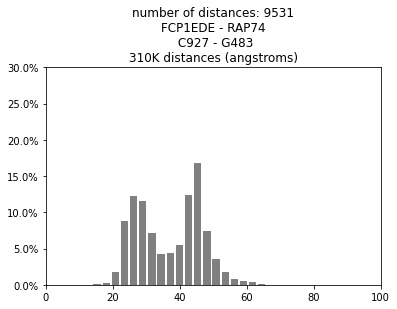 number of distances: 9531
FCP1EDE - RAP74
C927 - G483
310K distances (angstroms)
30.0%
25.0%
20.0%
15.0%
10.0%
5.0%
0.0%
0 20 40 60 80 100